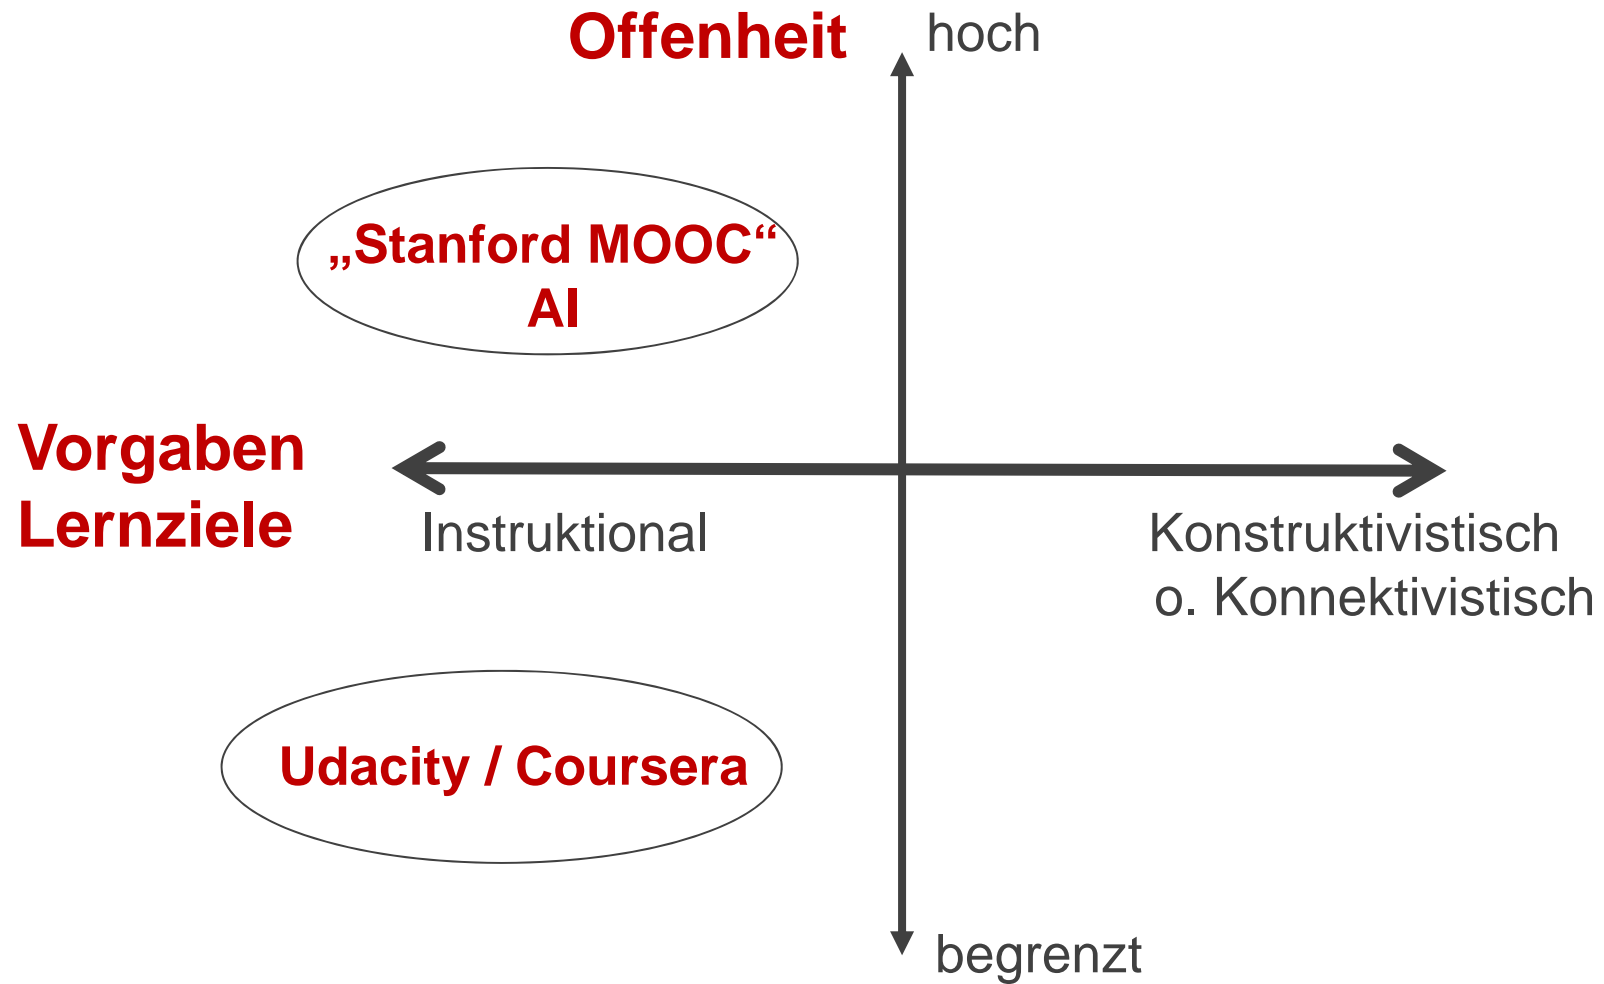 Offenheit hoch
„Stanford MOOC“
AI
Vorgaben
Lernziele
Instruktional
Konstruktivistisch
o. Konnektivistisch
Udacity / Coursera
begrenzt